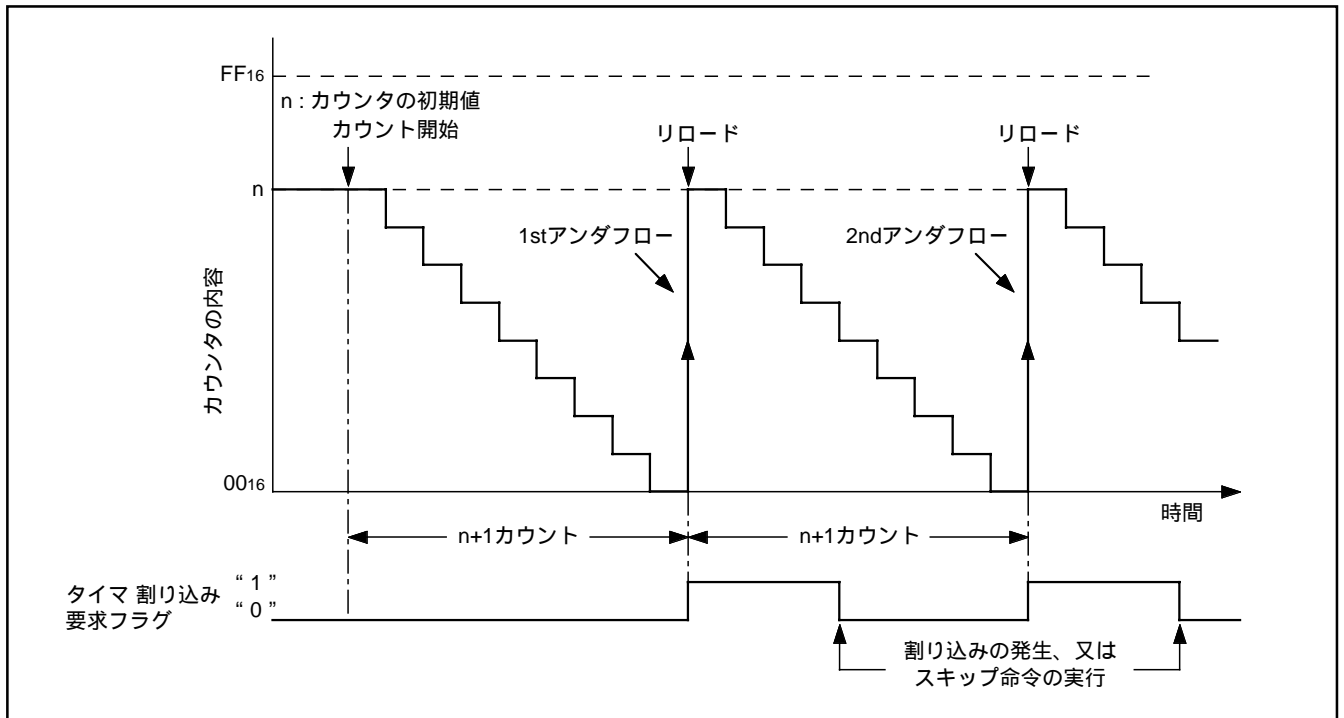 FF16
n : カウンタの初期値
カウント開始
リロード
リロード
n
1stアンダフロー
2ndアンダフロー
カウンタの内容
0016
時間
n+1カウント
n+1カウント
タイマ 割り込み
要求フラグ
“ 1 ”
“ 0 ”
割り込みの発生、又は
スキップ命令の実行